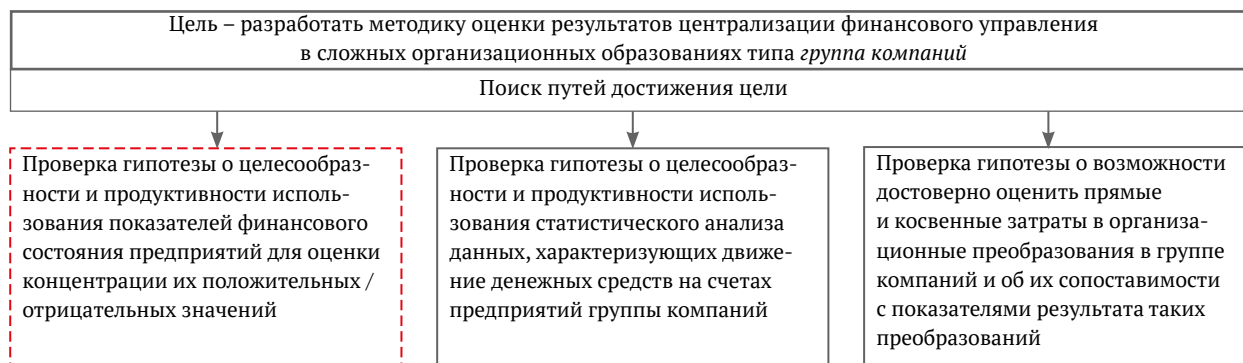 Цель – разработать методику оценки результатов централизации финансового управления
в сложных организационных образованиях типа группа компаний
Поиск путей достижения цели
Проверка гипотезы о целесообраз-
ности и продуктивности исполь-
зования показателей финансового
состояния предприятий для оценки
концентрации их положительных /
отрицательных значений
Проверка гипотезы о целесообраз-
ности и продуктивности исполь-
зования статистического анализа
данных, характеризующих движе-
ние денежных средств на счетах
предприятий группы компаний
Проверка гипотезы о возможности
достоверно оценить прямые
и косвенные затраты в организа-
ционные преобразования в группе
компаний и об их сопоставимости
с показателями результата таких
преобразований